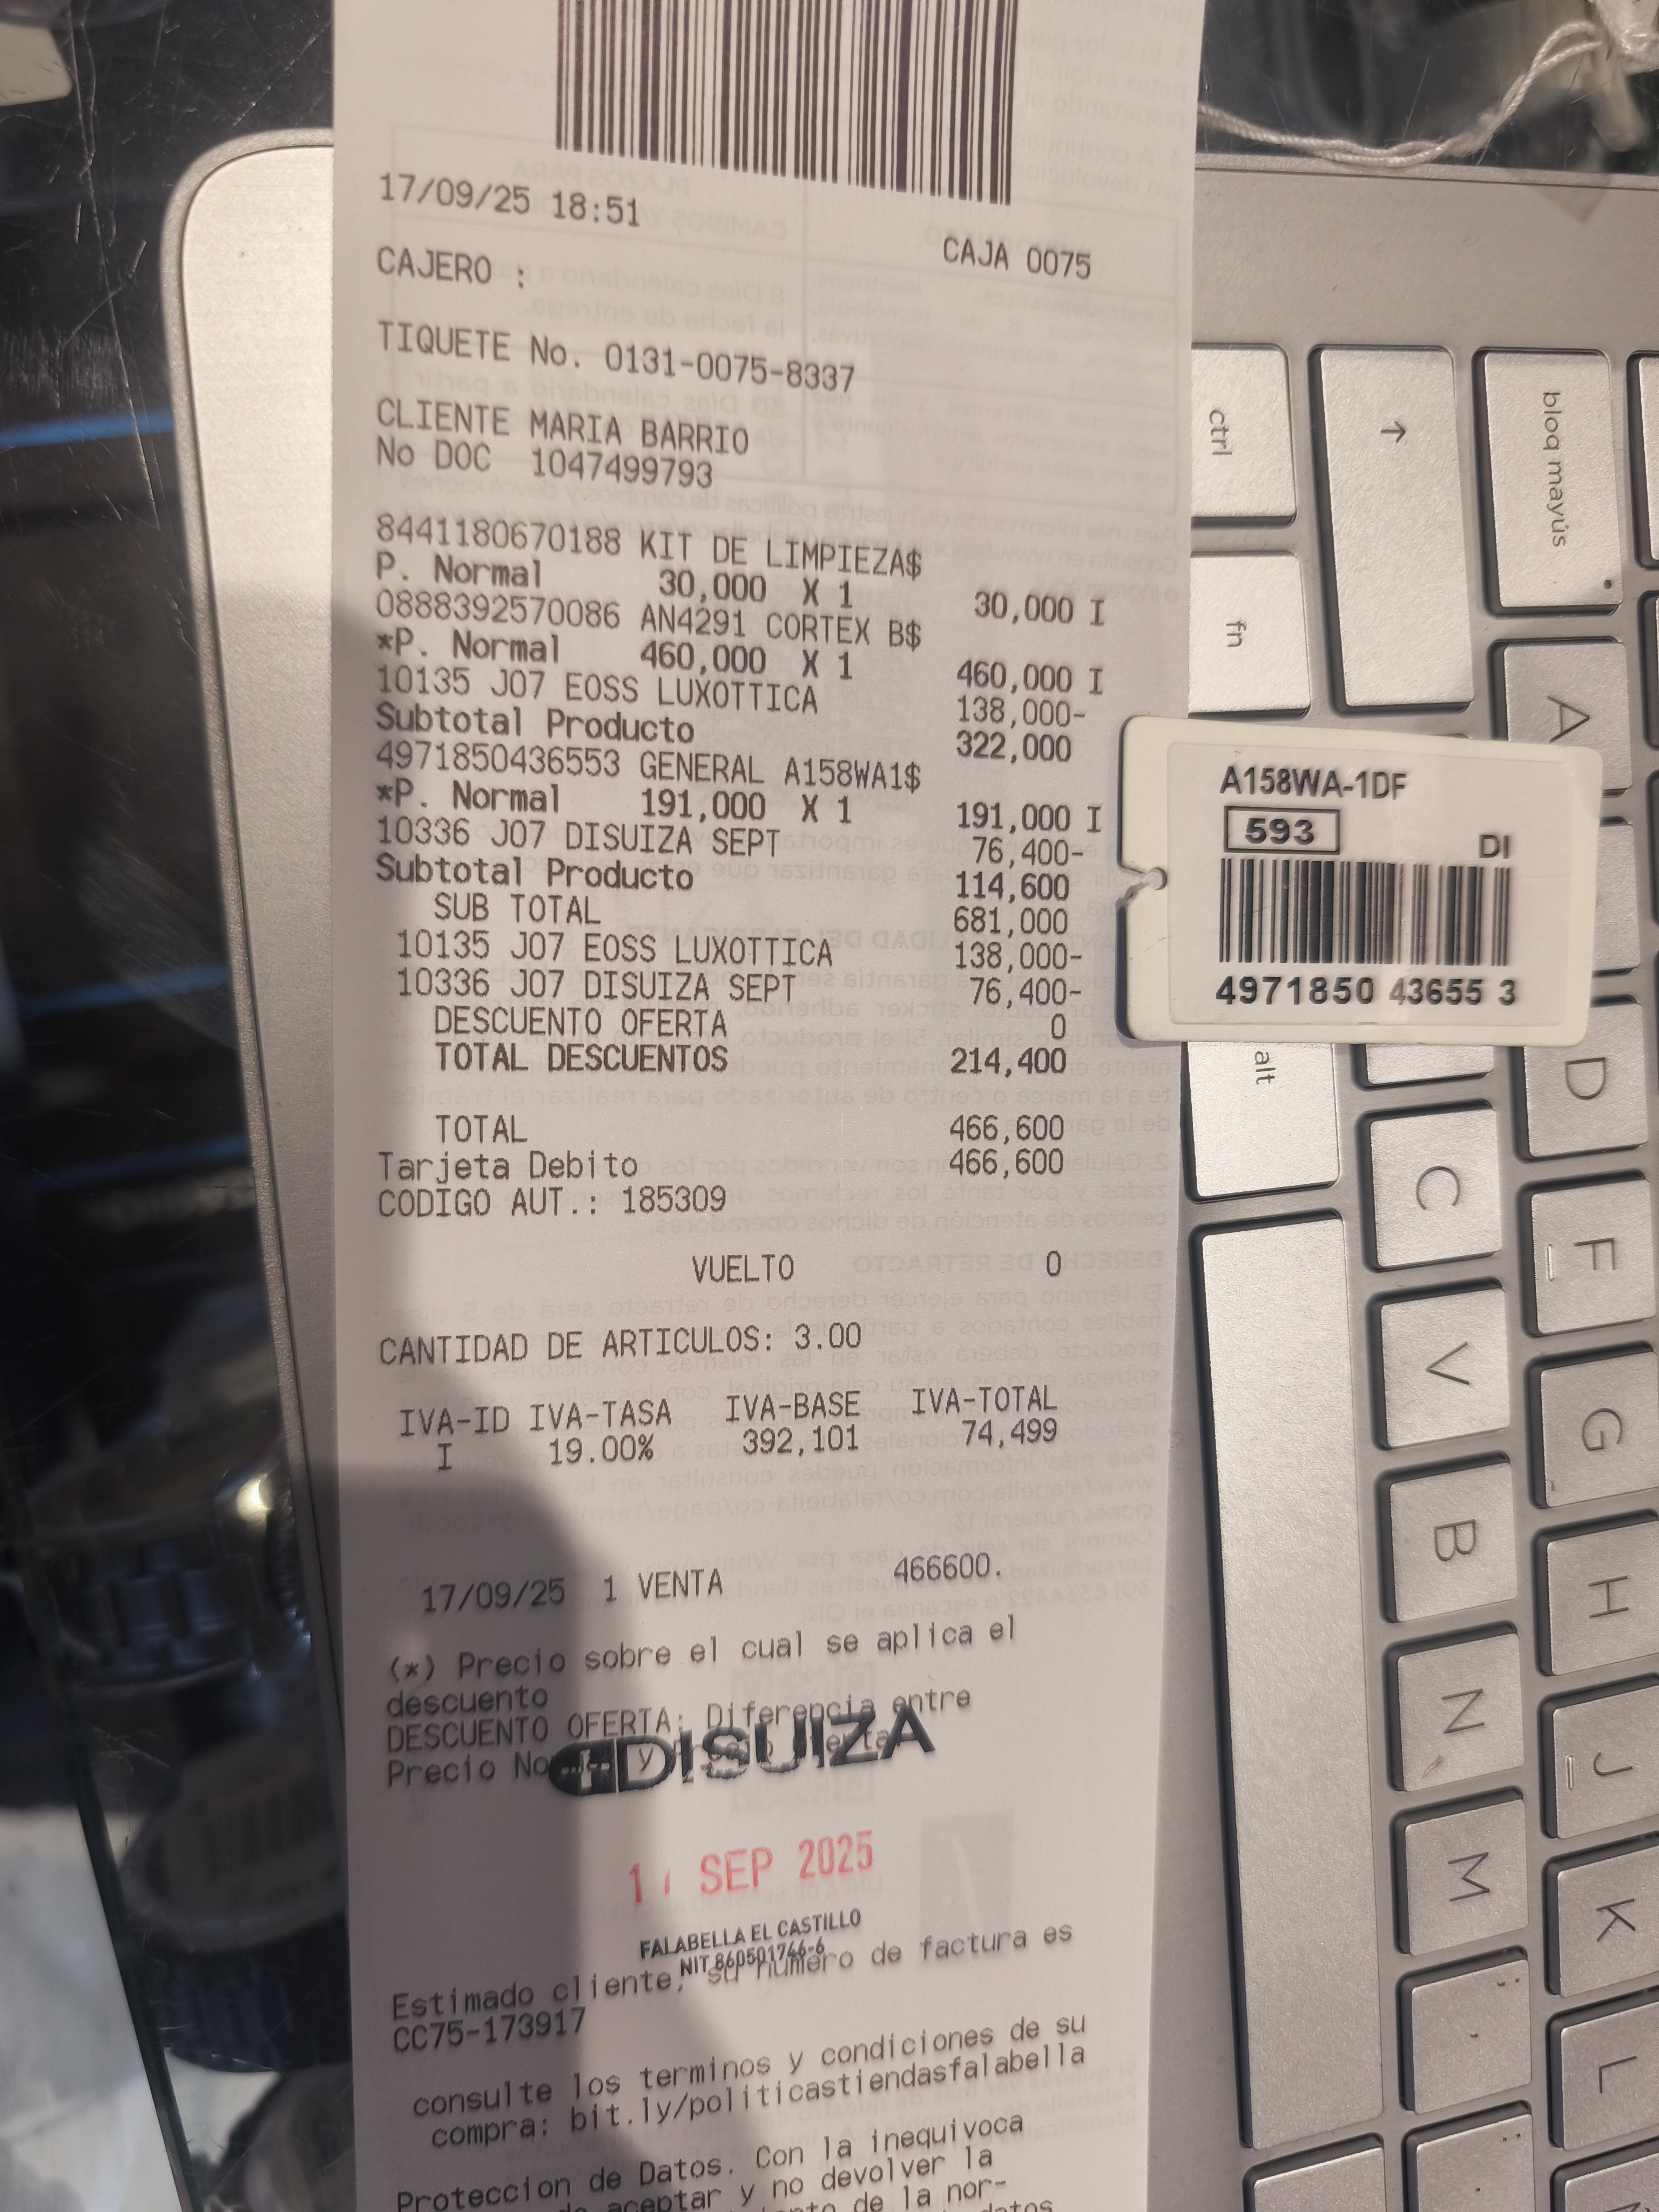 17/09/25 18:51
CAJA 0075
CAJERO :
TIQUETE No. 0131-0075-8337
CLIENTE MARIA BARRIO
No DOC 1047499793
8441180670188 KIT DE LIMPIEZA$
P. Normal 30,000 X 1 30,000 I
0888392570086 AN4291 CORTEX B$
*P. Normal 460,000 X 1 460,000 I
10135 J07 EOSS LUXOTTICA 138,000-
Subtotal Producto 322,000
4971850436553 GENERAL A158WA1$
*P. Normal 191,000 X 1 191,000 I
10336 J07 DISUIZA SEPT 76,400-
Subtotal Producto 114,600
SUB TOTAL 681,000
10135 J07 EOSS LUXOTTICA 138,000-
10336 J07 DISUIZA SEPT 76,400-
DESCUENTO OFERTA 0
TOTAL DESCUENTOS 214,400
TOTAL 466,600
Tarjeta Debito 466,600
CODIGO AUT.: 185309
VUELTO 0
CANTIDAD DE ARTICULOS: 3.00
IVA-ID IVA-TASA IVA-BASE IVA-TOTAL
I 19.00% 392,101 74,499
17/09/25 1 VENTA 466600.
(*) Precio sobre el cual se aplica el
descuento
DESCUENTO OFERTA: Diferencia entre
Precio y
DISUIZA
SEP 2025
FALABELLA EL CASTILLO
NIT 860501746-6
Estimado cliente, su numero de factura es
CC75-173917
consulte los terminos y condiciones de su
compra: bit.ly/politicastiendasfalabella
Proteccion de Datos. Con la inequivoca
aceptar y no devolver la
de la nor-
datos
A158WA-1DF
593
DI
4971850 43655 3
ctrl
fn
alt
bloq mayús
A
D
F
G
H
J
K
L
C
V
B
N
M